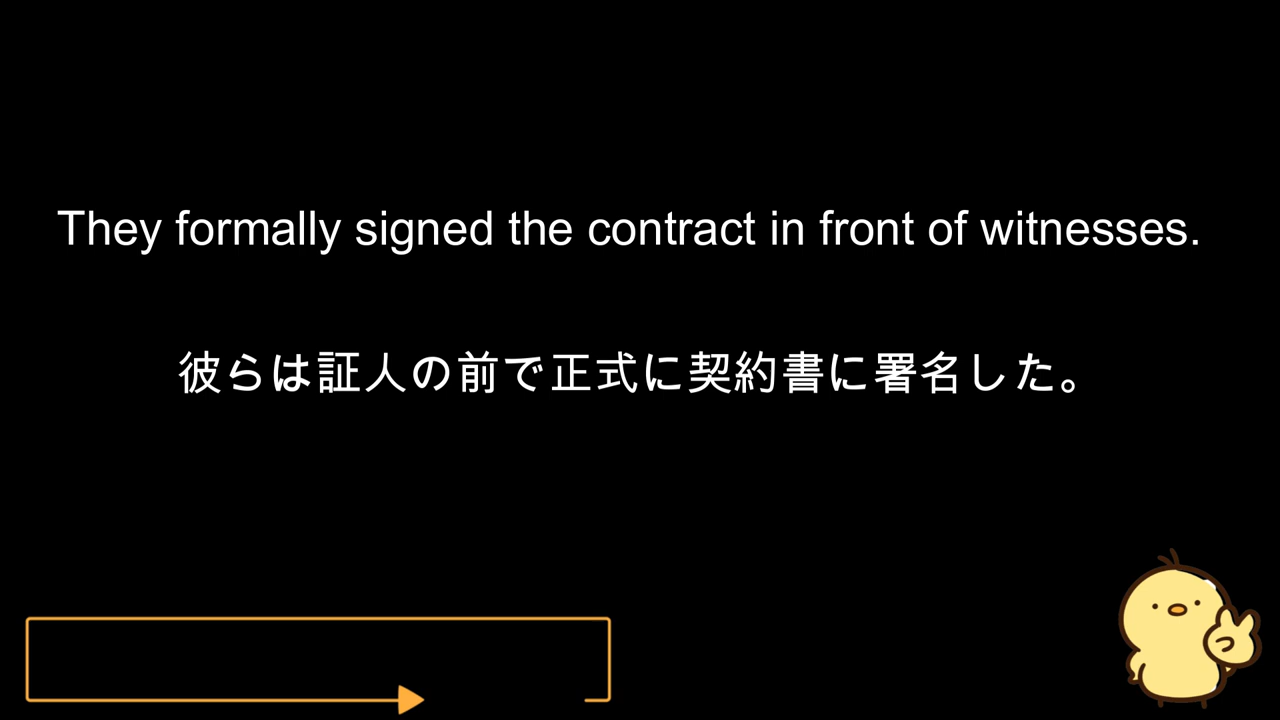 They formally signed the contract in front of witnesses.
彼らは証人の前で正式に契約書に署名した。